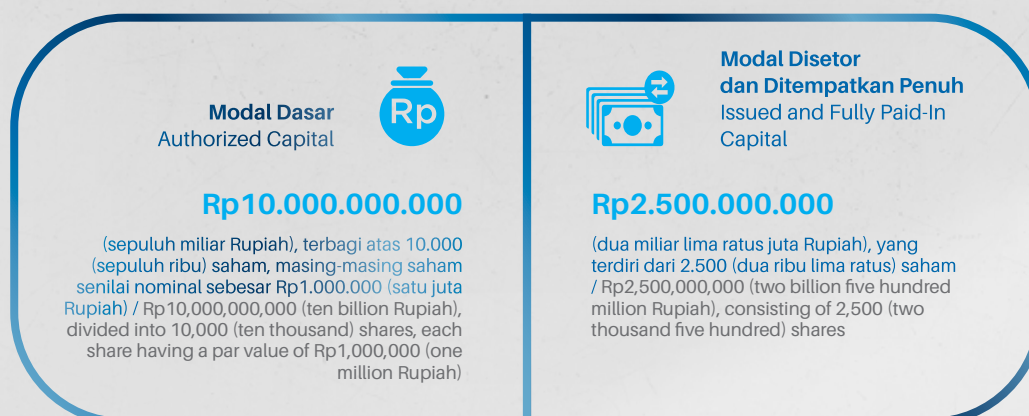 Modal Dasar
Authorized Capital
Rp
Rp10.000.000.000
(sepuluh miliar Rupiah), terbagi atas 10.000
(sepuluh ribu) saham, masing-masing saham
senilai nominal sebesar Rp1.000.000 (satu juta
Rupiah) / Rp10,000,000,000 (ten billion Rupiah),
divided into 10,000 (ten thousand) shares, each
share having a par value of Rp1,000,000 (one
million Rupiah)
Modal Disetor
dan Ditempatkan Penuh
Issued and Fully Paid-In
Capital
Rp2.500.000.000
(dua miliar lima ratus juta Rupiah), yang
terdiri dari 2.500 (dua ribu lima ratus) saham
/ Rp2,500,000,000 (two billion five hundred
million Rupiah), consisting of 2,500 (two
thousand five hundred) shares